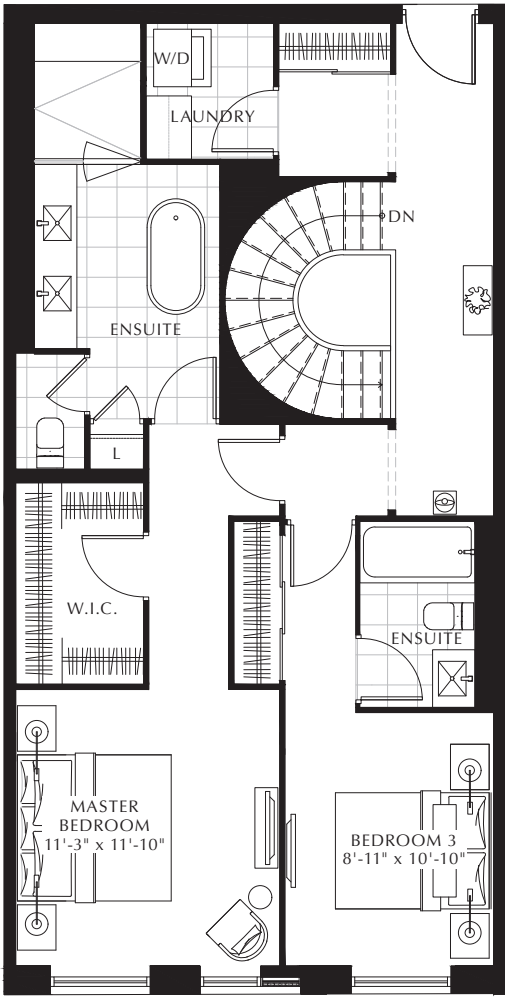 W/D
LAUNDRY
DN
ENSUITE
L
W.I.C.
ENSUITE
MASTER
BEDROOM
11'-3" x 11'-10"
BEDROOM 3
8'-11" x 10'-10"